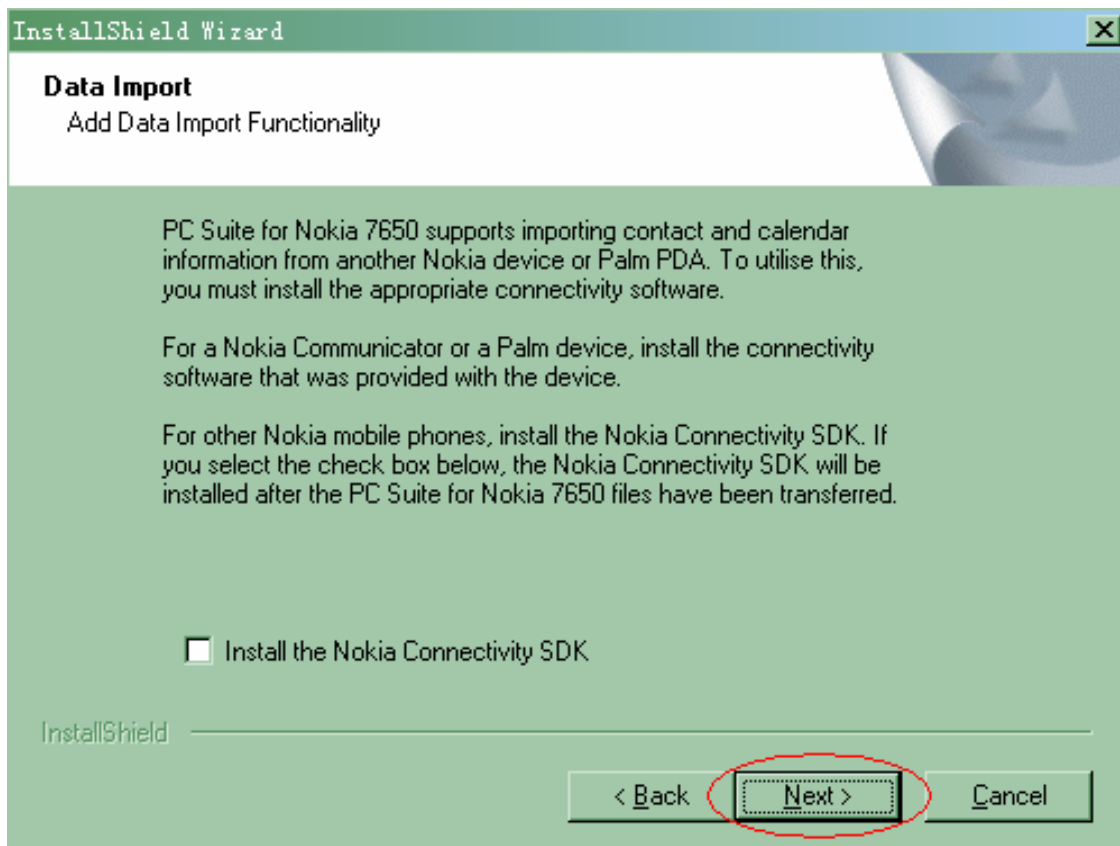 InstallShield Wizard
Data Import
Add Data Import Functionality
PC Suite for Nokia 7650 supports importing contact and calendar
information from another Nokia device or Palm PDA. To utilise this,
you must install the appropriate connectivity software.
For a Nokia Communicator or a Palm device, install the connectivity
software that was provided with the device.
For other Nokia mobile phones, install the Nokia Connectivity SDK. If
you select the check box below, the Nokia Connectivity SDK will be
installed after the PC Suite for Nokia 7650 files have been transferred.
Install the Nokia Connectivity SDK
InstallShield
< Back
Next >
Cancel